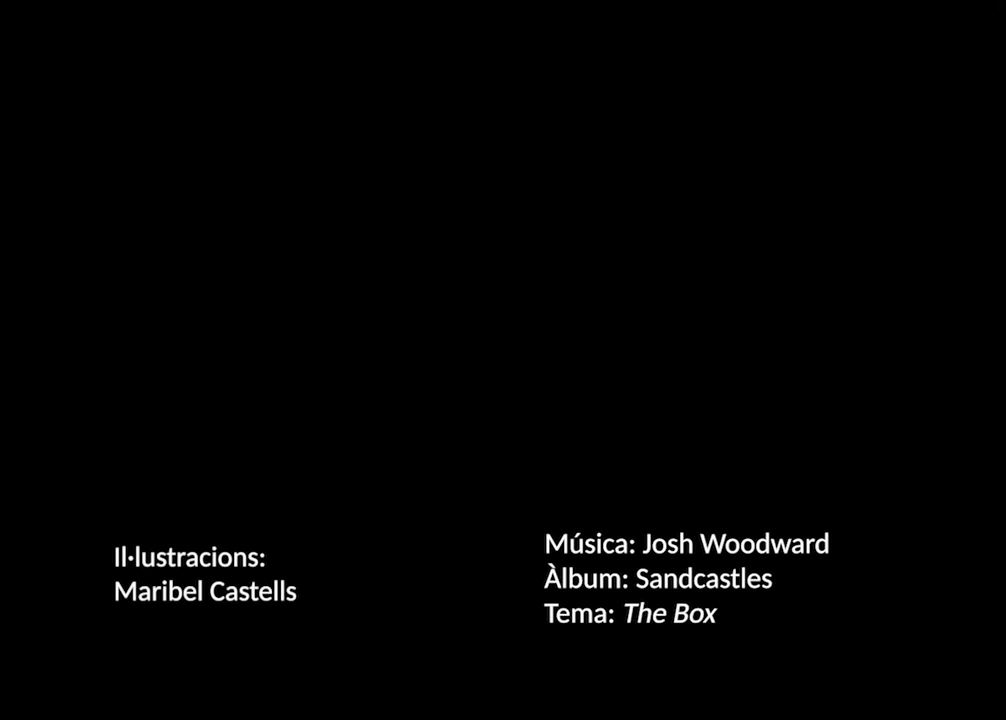 Il·lustracions:
Maribel Castells
Música: Josh Woodward
Àlbum: Sandcastles
Tema: The Box